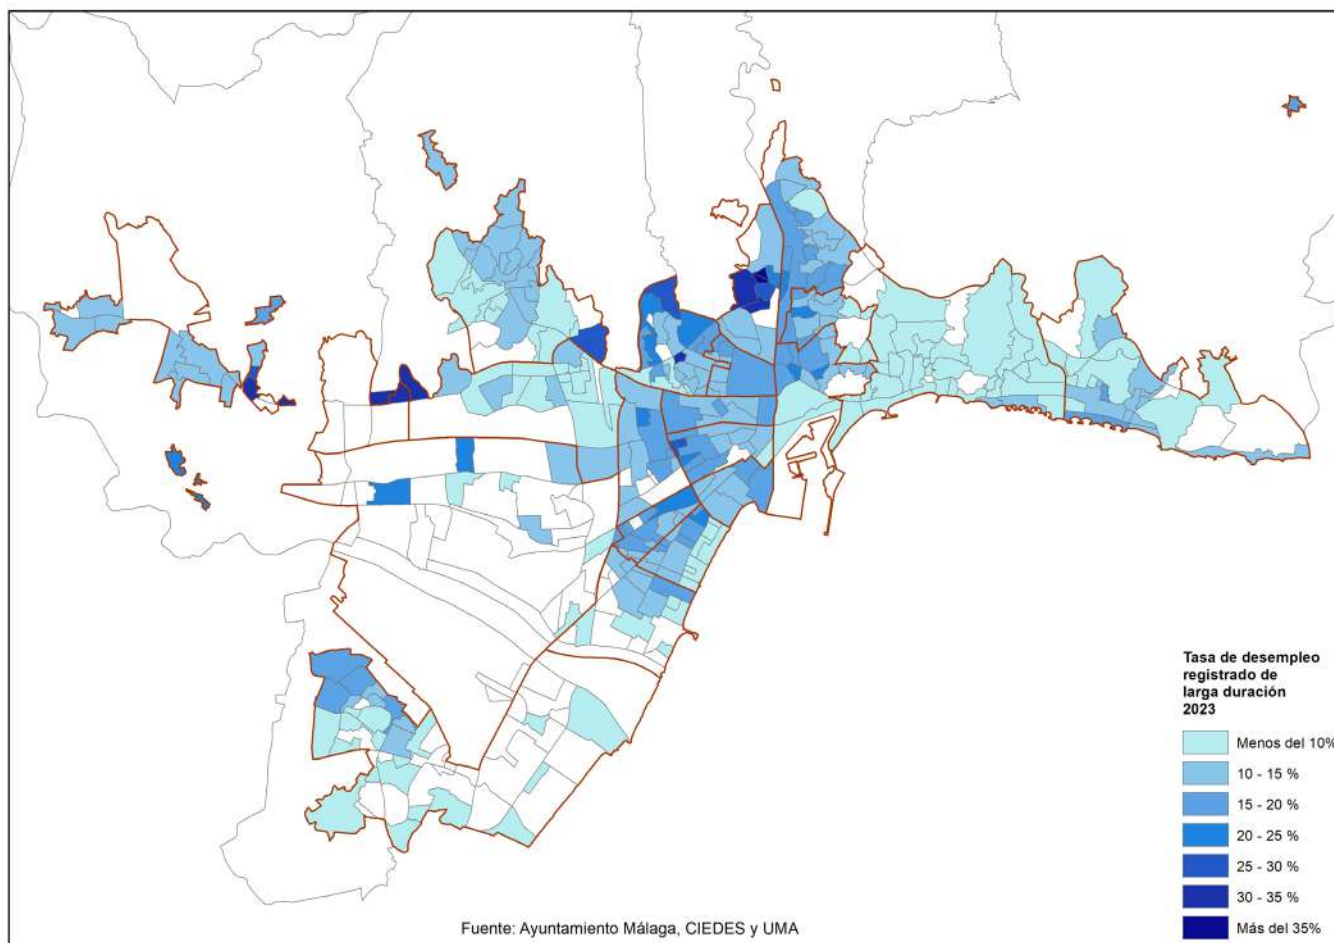 Tasa de desempleo
registrado de
larga duración
2023
Menos del 10%
10 - 15 %
15 - 20 %
20 - 25 %
25 - 30 %
30 - 35 %
Más del 35%
Fuente: Ayuntamiento Málaga, CIEDES y UMA